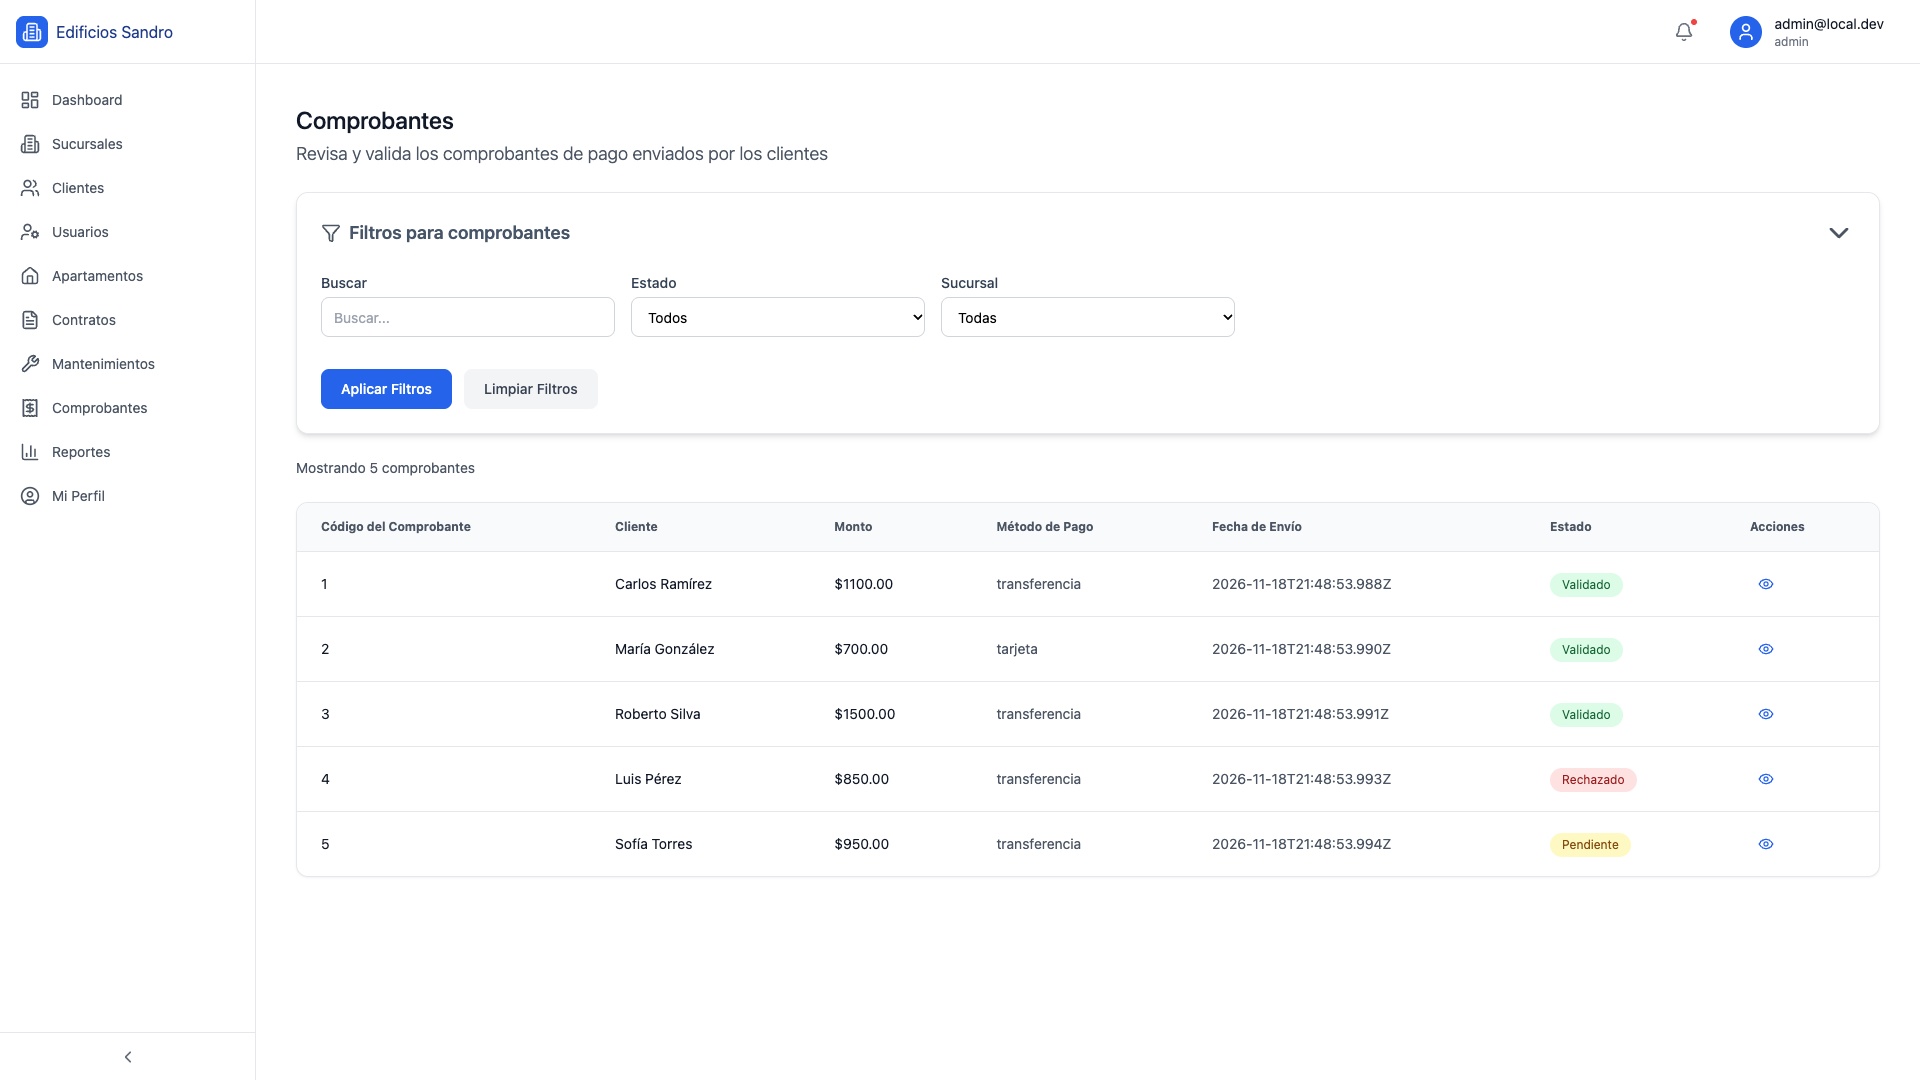 Edificios Sandro
admin@local.dev
admin
Dashboard
Sucursales
Clientes
Usuarios
Apartamentos
Contratos
Mantenimientos
Comprobantes
Reportes
Mi Perfil
Comprobantes
Revisa y valida los comprobantes de pago enviados por los clientes
Filtros para comprobantes
Buscar Estado Sucursal
Buscar... Todos Todas
Aplicar Filtros Limpiar Filtros
Mostrando 5 comprobantes
Código del Comprobante Cliente Monto Método de Pago Fecha de Envío Estado Acciones
1 Carlos Ramírez $1100.00 transferencia 2026-11-18T21:48:53.988Z Validado
2 María González $700.00 tarjeta 2026-11-18T21:48:53.990Z Validado
3 Roberto Silva $1500.00 transferencia 2026-11-18T21:48:53.991Z Validado
4 Luis Pérez $850.00 transferencia 2026-11-18T21:48:53.993Z Rechazado
5 Sofía Torres $950.00 transferencia 2026-11-18T21:48:53.994Z Pendiente